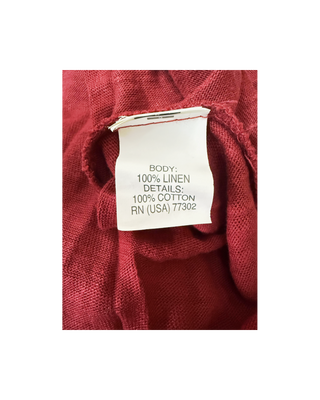 BODY:
100% LINEN
DETAILS:
100% COTTON
RN (USA) 77302